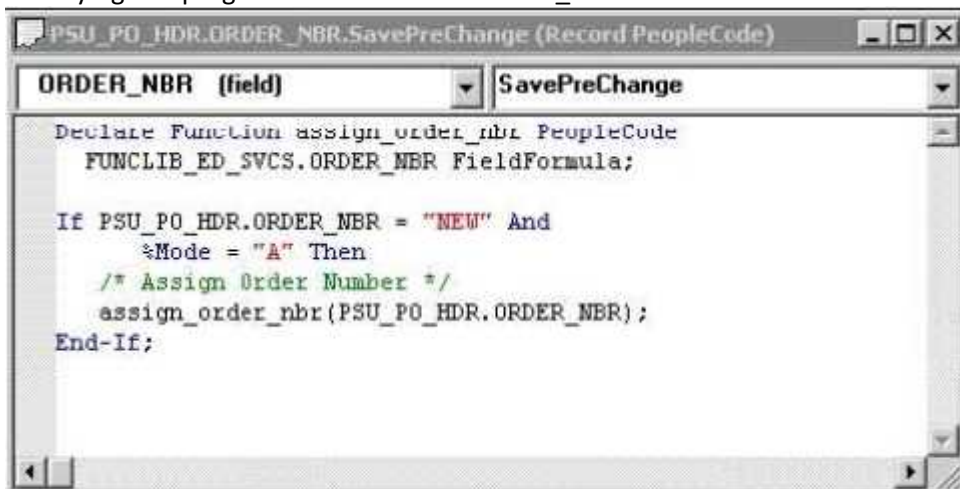 PSU_PO_HDR.ORDER_NBR.SavePreChange (Record PeopleCode)
ORDER_NBR (field) SavePreChange
Declare Function assign_order_nbr PeopleCode
FUNCLIB_ED_SVCS.ORDER_NBR FieldFormula;
If PSU_PO_HDR.ORDER_NBR = "NEW" And
%Mode = "A" Then
/* Assign Order Number */
assign_order_nbr(PSU_PO_HDR.ORDER_NBR);
End-If;